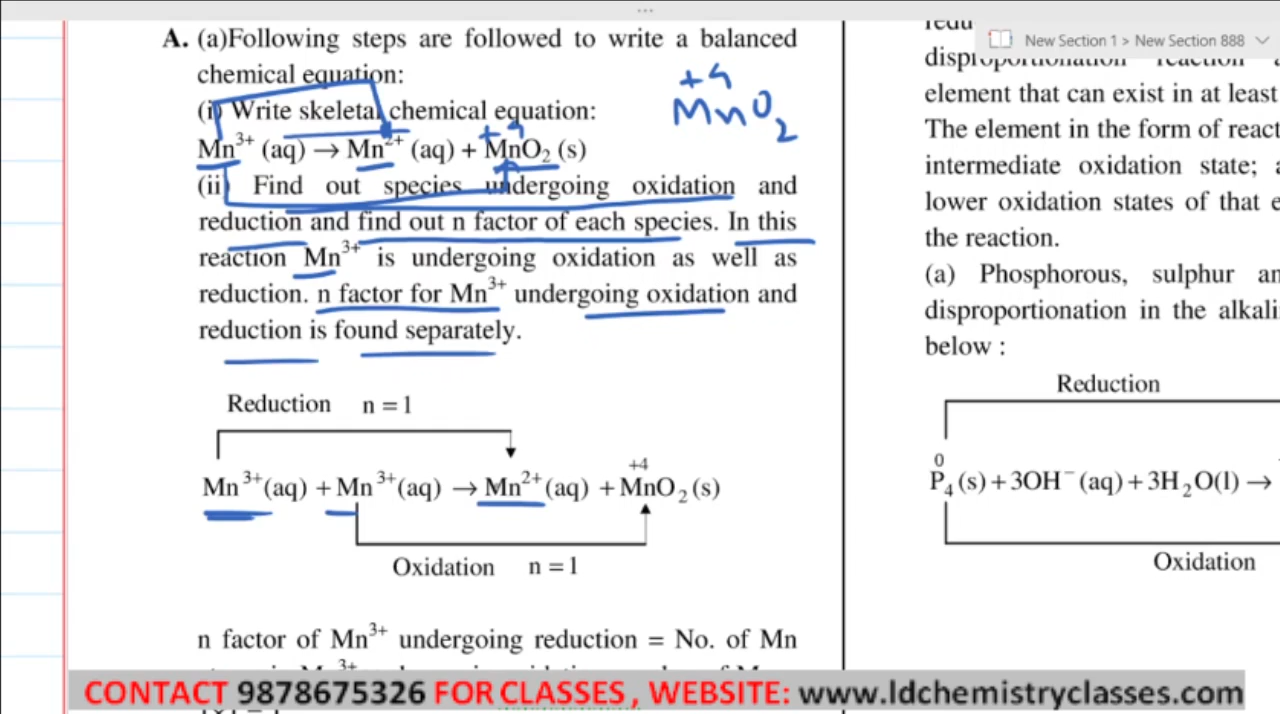 A. (a)Following steps are followed to write a balanced
chemical equation:
(i) Write skeletal chemical equation:
Mn³⁺ (aq) → Mn²⁺ (aq) + MnO₂ (s)
+4
(ii) Find out species undergoing oxidation and
reduction and find out n factor of each species. In this
reaction Mn³⁺ is undergoing oxidation as well as
reduction. n factor for Mn³⁺ undergoing oxidation and
reduction is found separately.
+4
MnO₂
Reduction n = 1
+4
Mn³⁺(aq) + Mn³⁺(aq) → Mn²⁺(aq) + MnO₂(s)
Oxidation n = 1
n factor of Mn³⁺ undergoing reduction = No. of Mn
New Section 1 > New Section 888
element that can exist in at least
The element in the form of reac
intermediate oxidation state;
lower oxidation states of that e
the reaction.
(a) Phosphorous, sulphur an
disproportionation in the alkali
below :
Reduction
0
P₄(s) + 3OH⁻(aq) + 3H₂O(l) →
Oxidation
CONTACT 9878675326 FOR CLASSES , WEBSITE: www.ldchemistryclasses.com